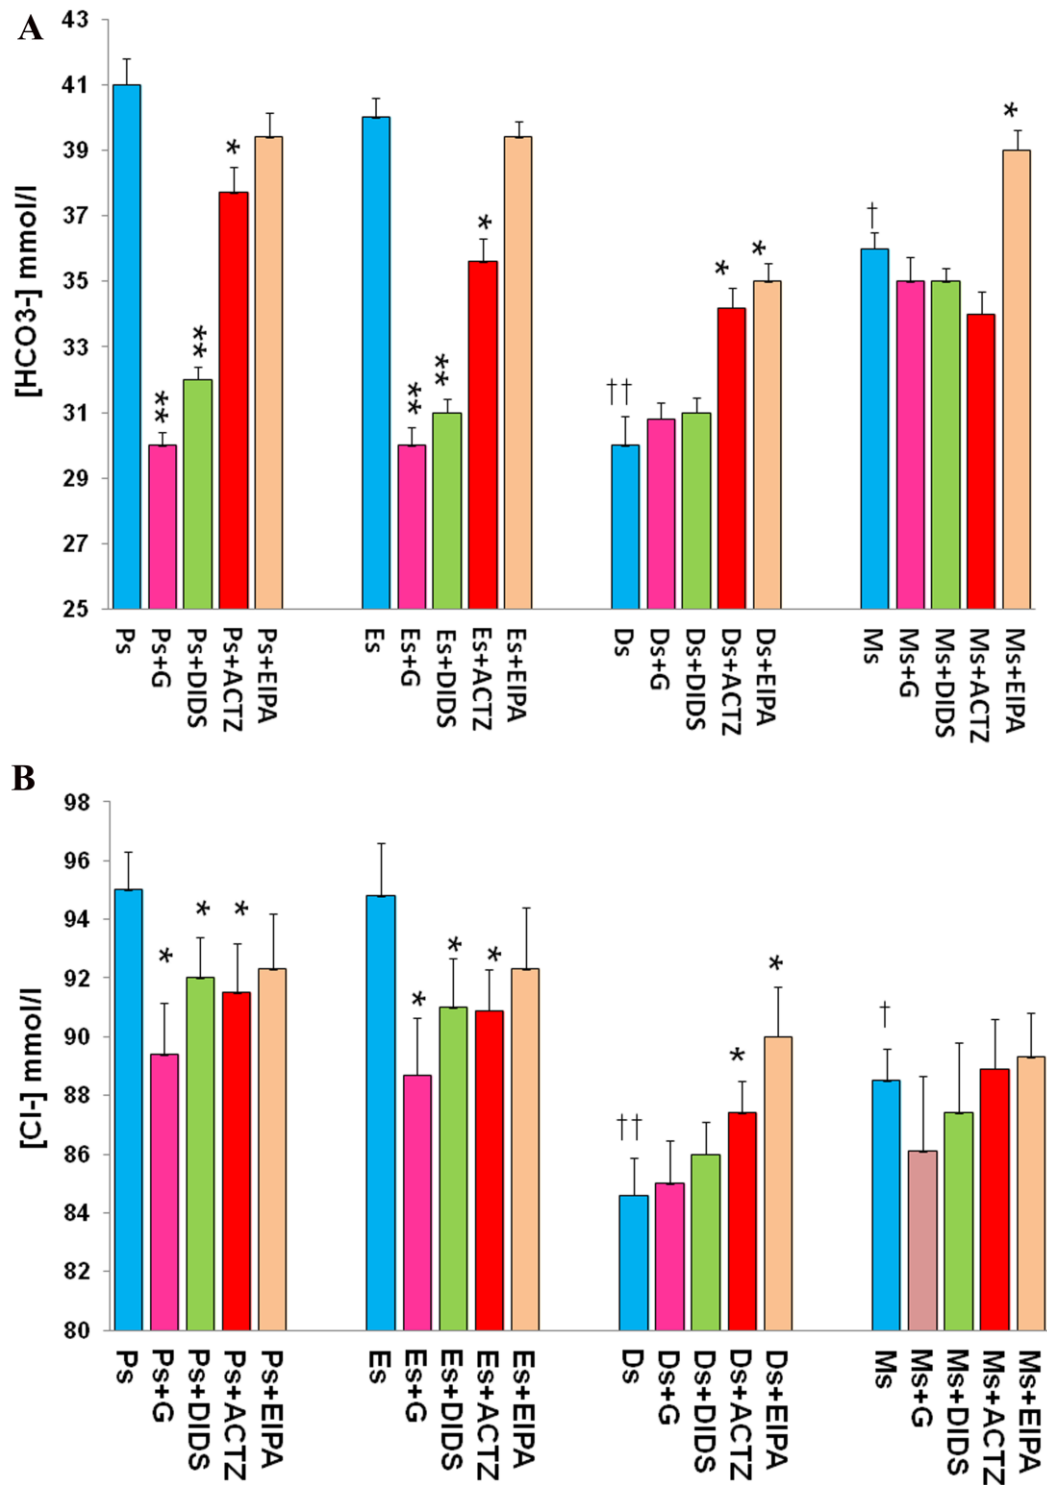 A
[HCO3-] mmol/l
43
41
39
37
35
33
31
29
27
25
*
*
*
*
*
†
**
**
**
**
††
Ps
Ps+G
Ps+DIDS
Ps+ACTZ
Ps+EIPA
Es
Es+G
Es+DIDS
Es+ACTZ
Es+EIPA
Ds
Ds+G
Ds+DIDS
Ds+ACTZ
Ds+EIPA
Ms
Ms+G
Ms+DIDS
Ms+ACTZ
Ms+EIPA
B
[Cl-] mmol/l
98
96
94
92
90
88
86
84
82
80
*
*
*
*
*
*
*
*
†
††
Ps
Ps+G
Ps+DIDS
Ps+ACTZ
Ps+EIPA
Es
Es+G
Es+DIDS
Es+ACTZ
Es+EIPA
Ds
Ds+G
Ds+DIDS
Ds+ACTZ
Ds+EIPA
Ms
Ms+G
Ms+DIDS
Ms+ACTZ
Ms+EIPA